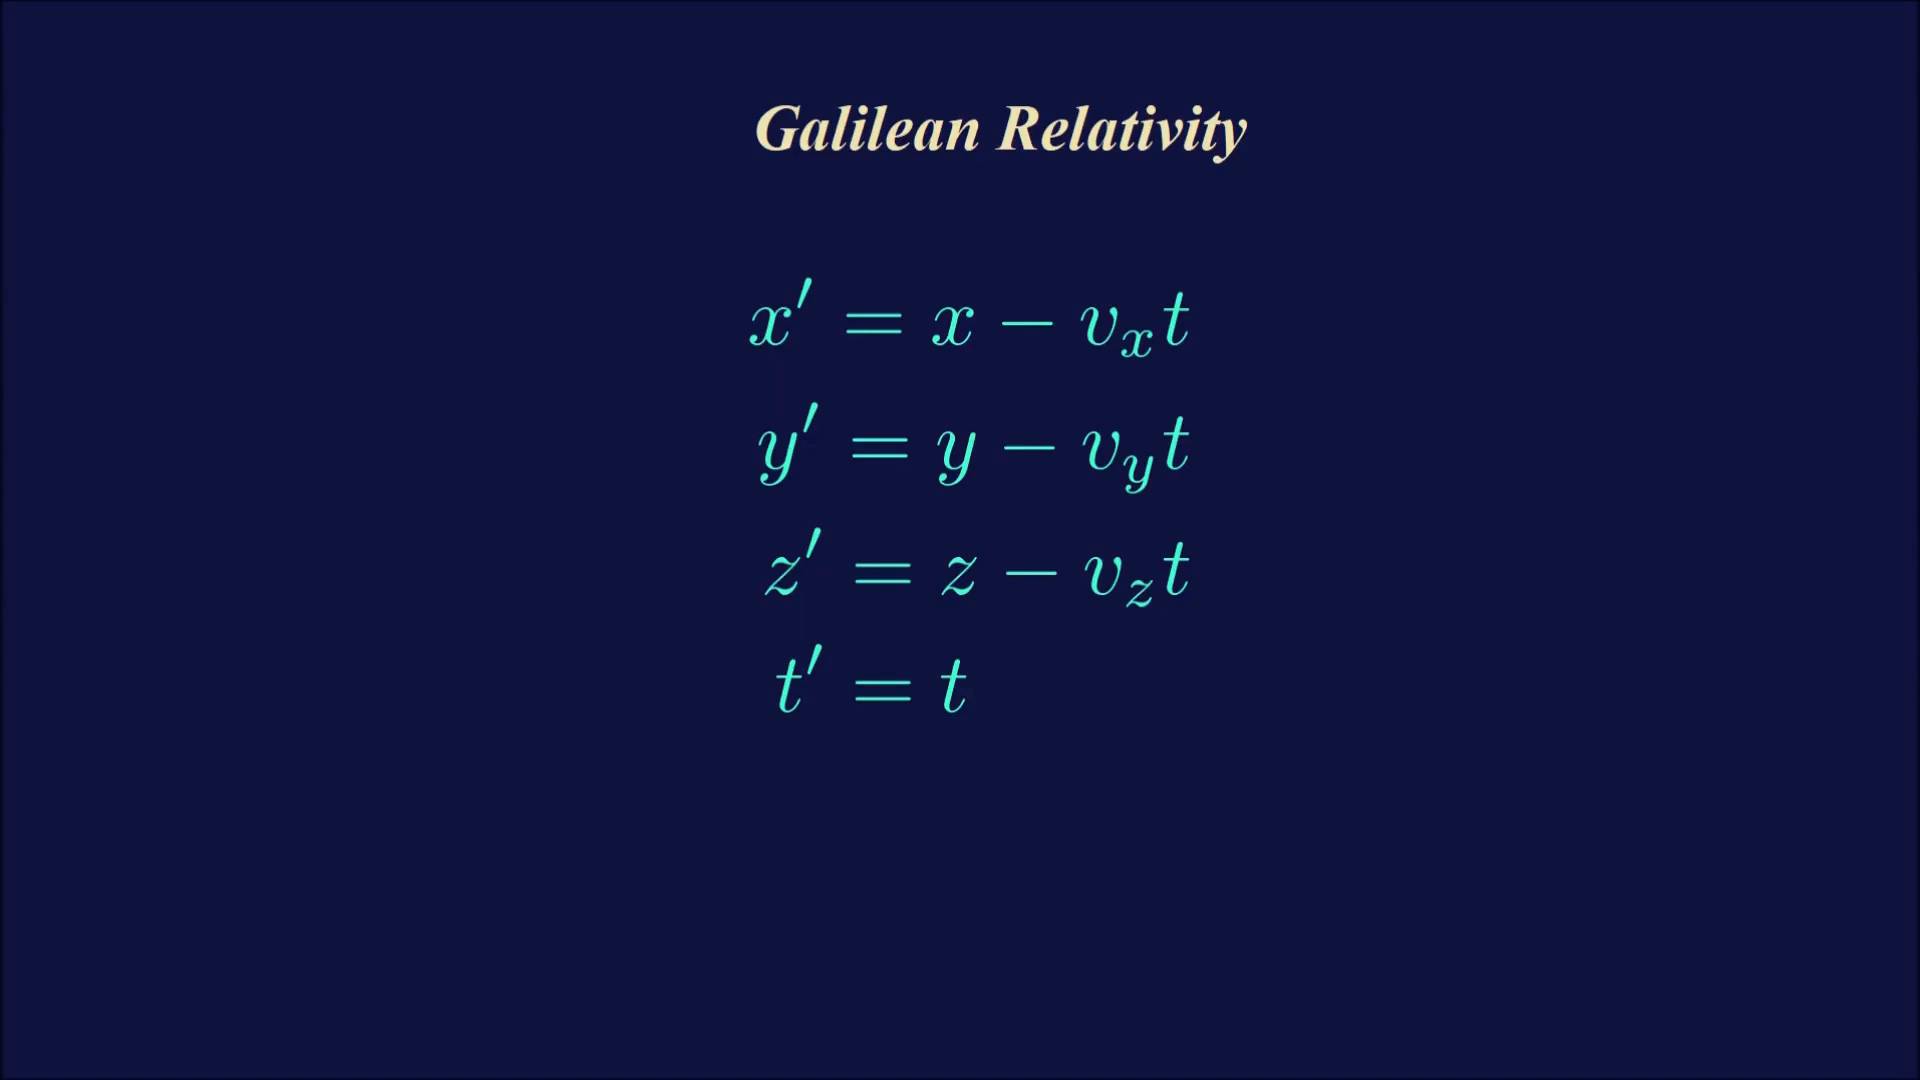 Galilean Relativity
x′ = x − vₓt
y′ = y − v_y t
z′ = z − v_z t
t′ = t